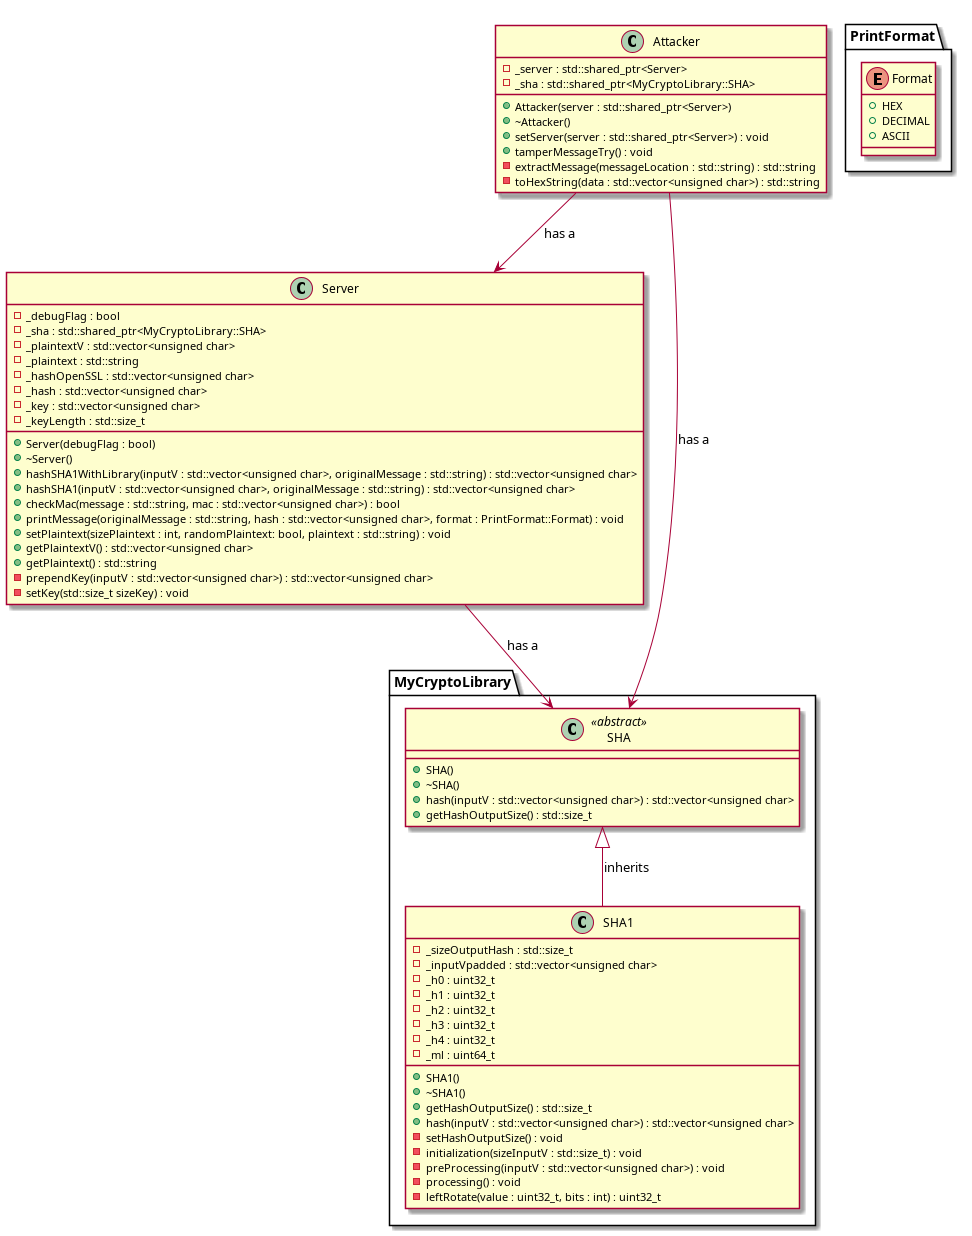 C Attacker
_server : std::shared_ptr<Server>
_sha : std::shared_ptr<MyCryptoLibrary::SHA>
Attacker(server : std::shared_ptr<Server>)
~Attacker()
setServer(server : std::shared_ptr<Server>) : void
tamperMessageTry() : void
extractMessage(messageLocation : std::string) : std::string
toHexString(data : std::vector<unsigned char>) : std::string
PrintFormat
E Format
HEX
DECIMAL
ASCII
has a
C Server
_debugFlag : bool
_sha : std::shared_ptr<MyCryptoLibrary::SHA>
_plaintextV : std::vector<unsigned char>
_plaintext : std::string
_hashOpenSSL : std::vector<unsigned char>
_hash : std::vector<unsigned char>
_key : std::vector<unsigned char>
_keyLength : std::size_t
Server(debugFlag : bool)
~Server()
hashSHA1WithLibrary(inputV : std::vector<unsigned char>, originalMessage : std::string) : std::vector<unsigned char>
hashSHA1(inputV : std::vector<unsigned char>, originalMessage : std::string) : std::vector<unsigned char>
checkMac(message : std::string, mac : std::vector<unsigned char>) : bool
printMessage(originalMessage : std::string, hash : std::vector<unsigned char>, format : PrintFormat::Format) : void
setPlaintext(sizePlaintext : int, randomPlaintext: bool, plaintext : std::string) : void
getPlaintextV() : std::vector<unsigned char>
getPlaintext() : std::string
prependKey(inputV : std::vector<unsigned char>) : std::vector<unsigned char>
setKey(std::size_t sizeKey) : void
has a
has a
MyCryptoLibrary
«abstract»
C SHA
SHA()
~SHA()
hash(inputV : std::vector<unsigned char>) : std::vector<unsigned char>
getHashOutputSize() : std::size_t
inherits
C SHA1
_sizeOutputHash : std::size_t
_inputVpadded : std::vector<unsigned char>
_h0 : uint32_t
_h1 : uint32_t
_h2 : uint32_t
_h3 : uint32_t
_h4 : uint32_t
_ml : uint64_t
SHA1()
~SHA1()
getHashOutputSize() : std::size_t
hash(inputV : std::vector<unsigned char>) : std::vector<unsigned char>
setHashOutputSize() : void
initialization(sizeInputV : std::size_t) : void
preProcessing(inputV : std::vector<unsigned char>) : void
processing() : void
leftRotate(value : uint32_t, bits : int) : uint32_t